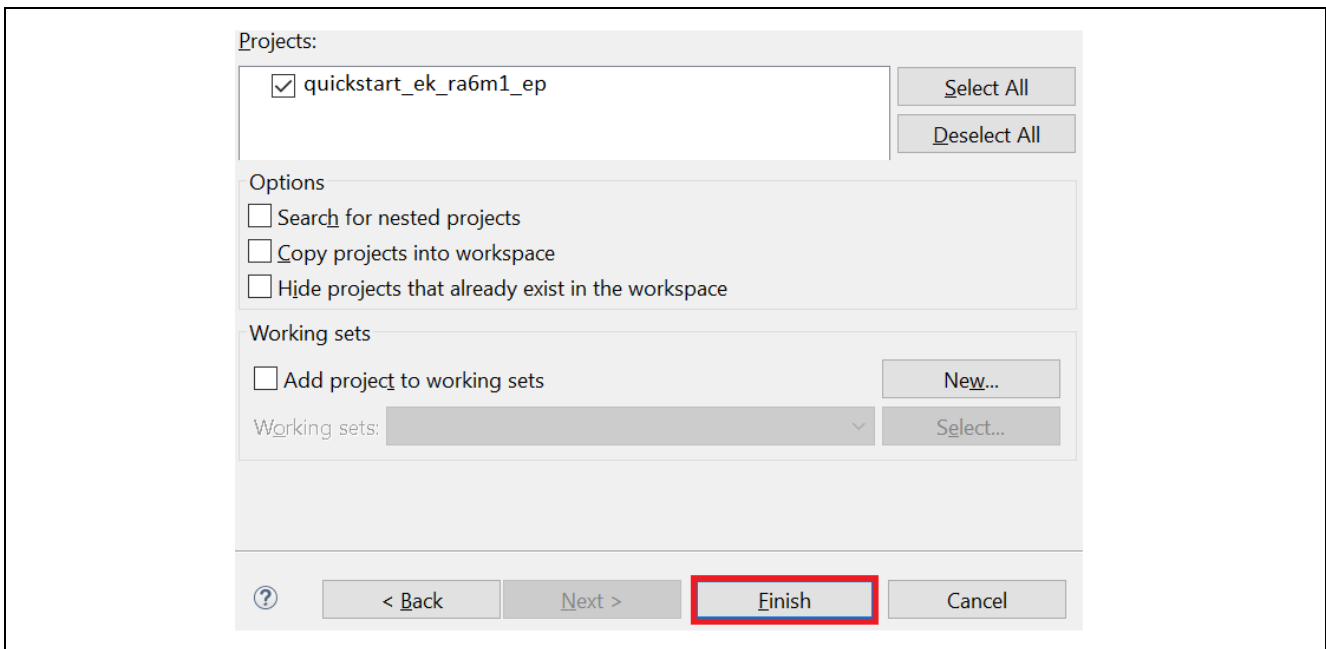 Projects:
quickstart_ek_ra6m1_ep
Select All
Deselect All
Options
Search for nested projects
Copy projects into workspace
Hide projects that already exist in the workspace
Working sets
Add project to working sets
New...
Working sets:
Select...
?
< Back
Next >
Finish
Cancel